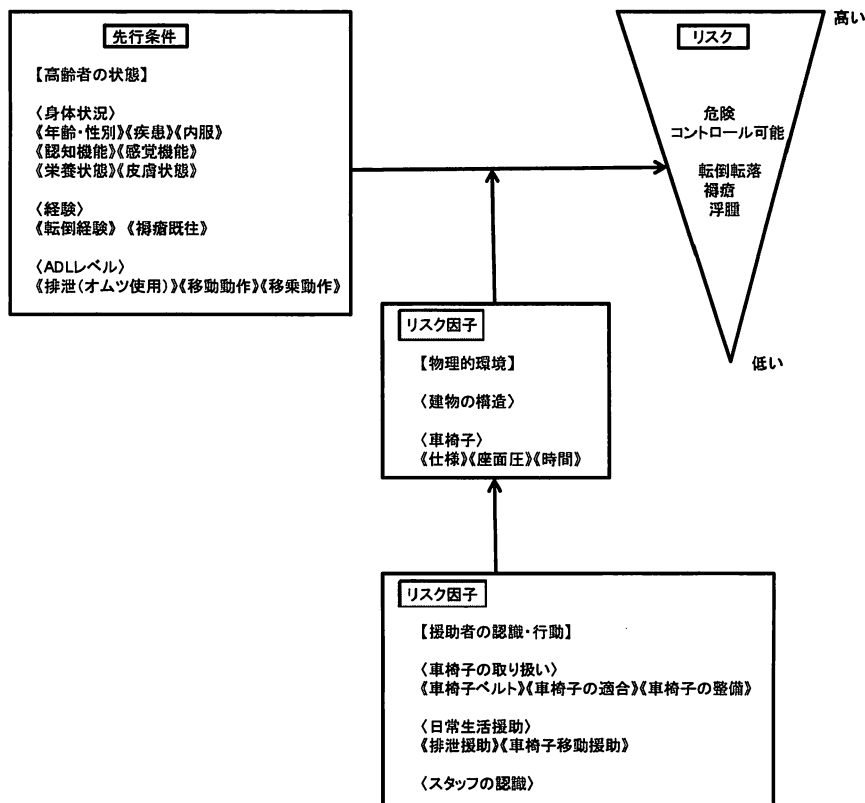 先行条件
【高齢者の状態】
〈身体状況〉
《年齢・性別》《疾患》《内服》
《認知機能》《感覚機能》
《栄養状態》《皮膚状態》
〈経験〉
《転倒経験》 《褥瘡既往》
〈ADLレベル〉
《排泄(オムツ使用)》《移動動作》《移乗動作》
リスク
高い
危険
コントロール可能
転倒転落
褥瘡
浮腫
低い
リスク因子
【物理的環境】
〈建物の構造〉
〈車椅子〉
《仕様》《座面圧》《時間》
リスク因子
【援助者の認識・行動】
〈車椅子の取り扱い〉
《車椅子ベルト》《車椅子の適合》《車椅子の整備》
〈日常生活援助〉
《排泄援助》《車椅子移動援助》
〈スタッフの認識〉